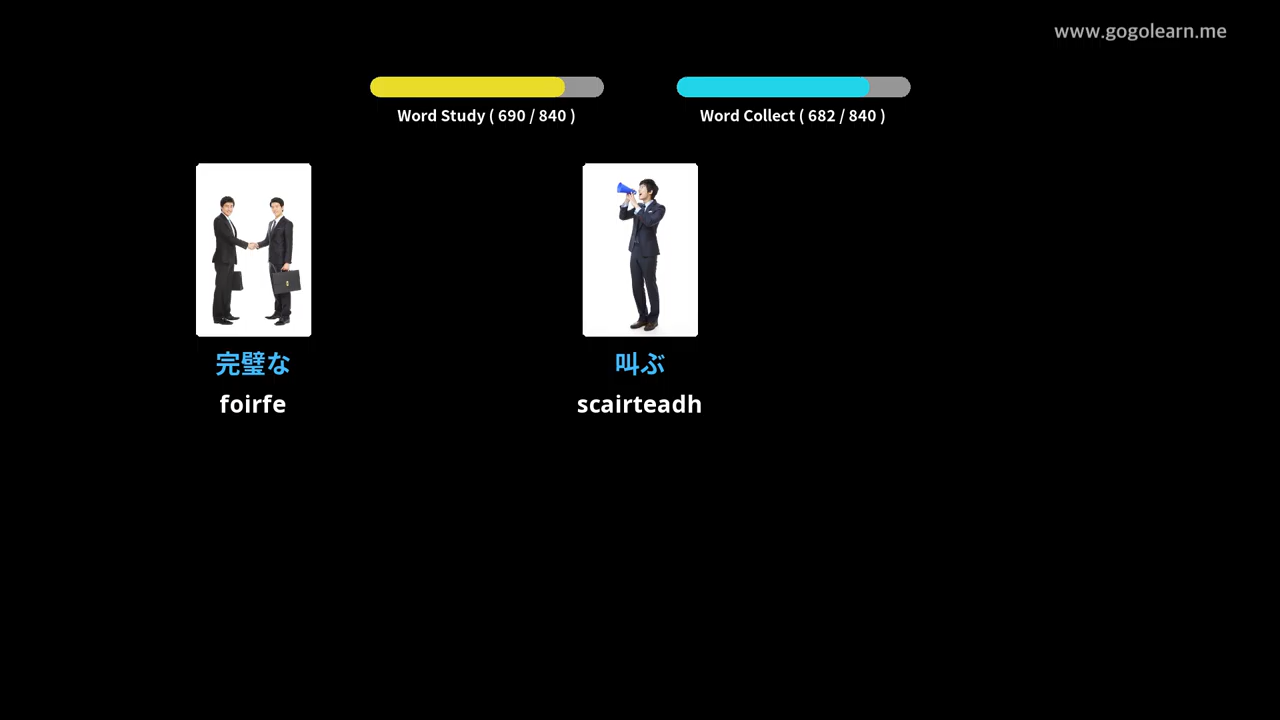 www.gogolearn.me
Word Study ( 690 / 840 )
Word Collect ( 682 / 840 )
完璧な
foirfe
叫ぶ
scairteadh